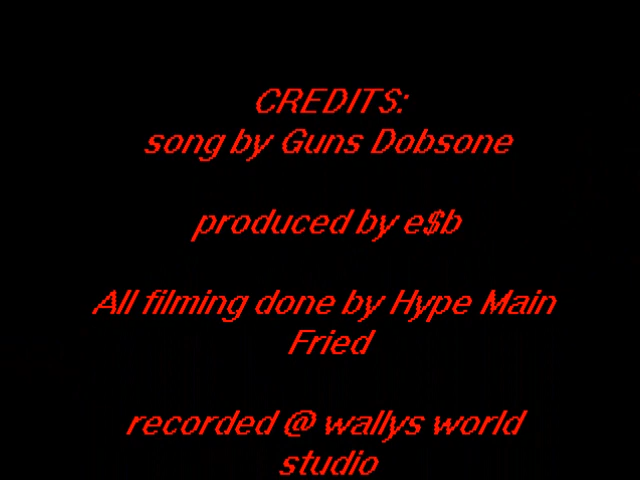 CREDITS:
song by Guns Dobsone
produced by e$b
All filming done by Hype Main
Fried
recorded @ wallys world
studio